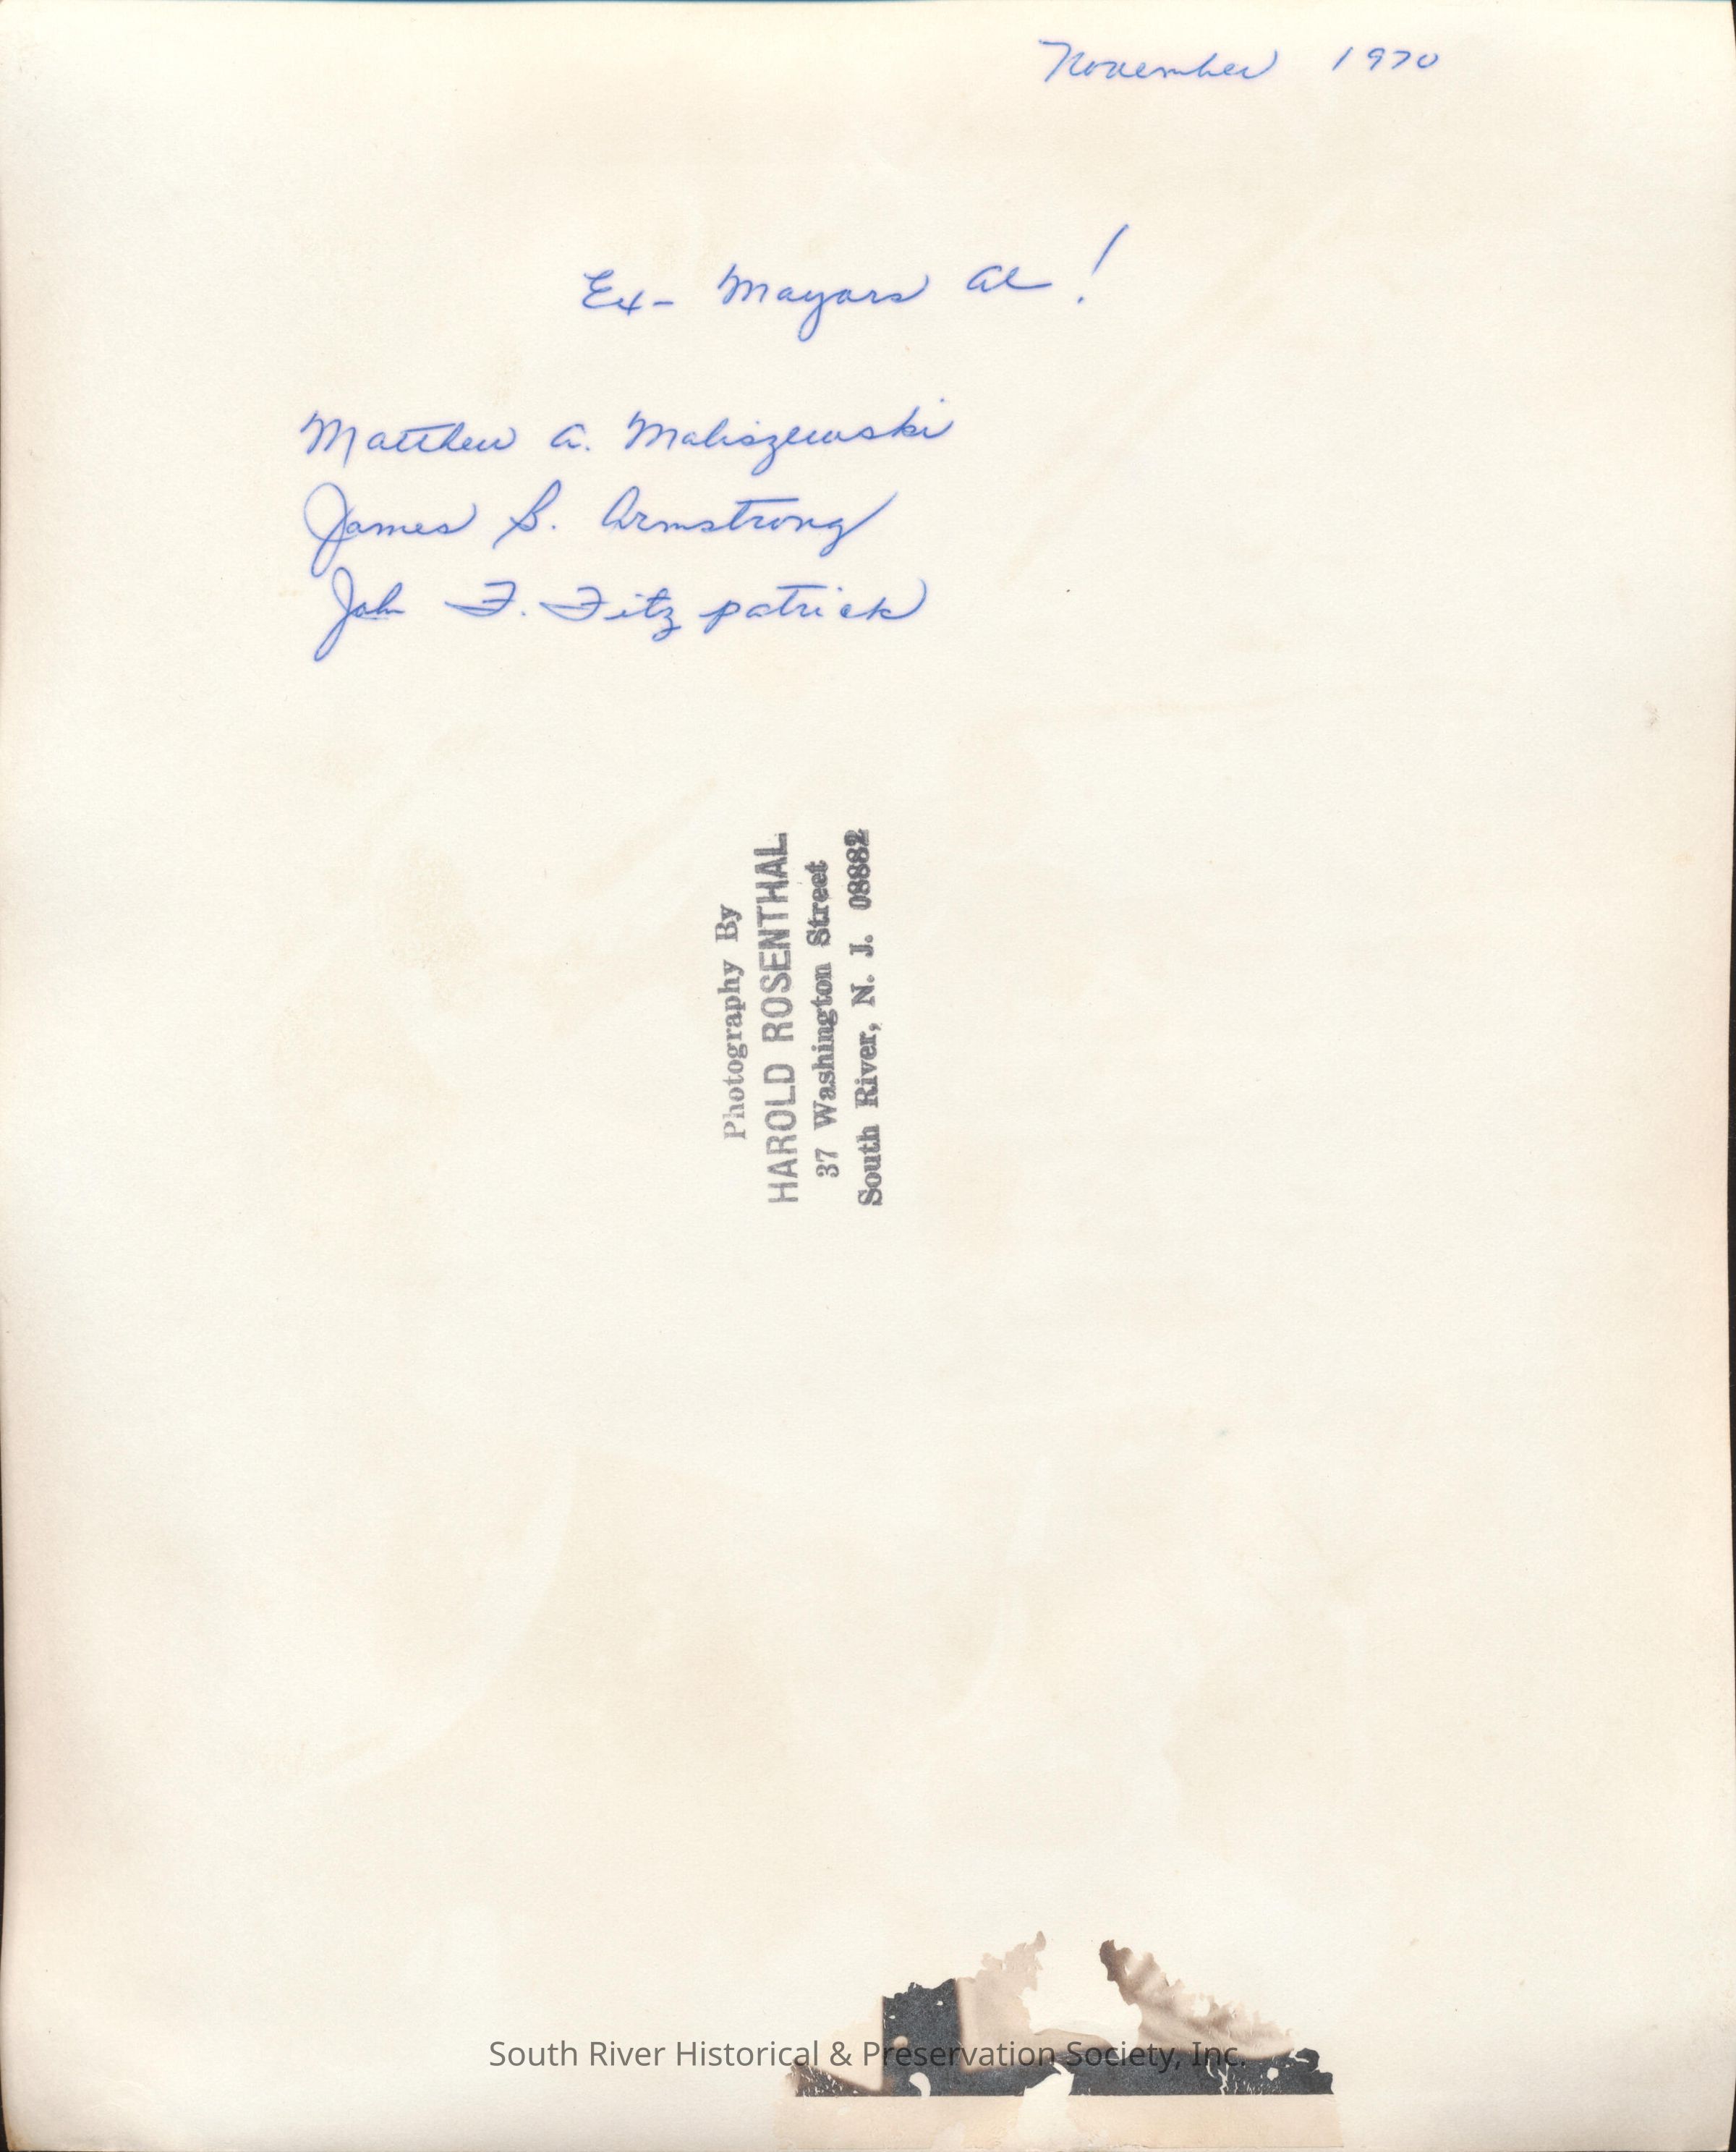 November 1970
Ex- Mayors al!
Matthew A. Maliszewski
James S. Armstrong
John F. Fitzpatrick
Photography By
HAROLD ROSENTHAL
37 Washington Street
South River, N. J. 08882
South River Historical & Preservation Society, Inc.